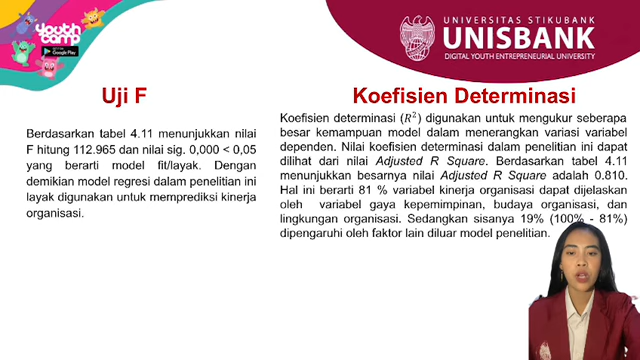 youth
camp
Google Play
UNIVERSITAS STIKUBANK
UNISBANK
DIGITAL YOUTH ENTREPRENEURIAL UNIVERSITY
Uji F
Berdasarkan tabel 4.11 menunjukkan nilai
F hitung 112.965 dan nilai sig. 0,000 < 0,05
yang berarti model fit/layak. Dengan
demikian model regresi dalam penelitian ini
layak digunakan untuk memprediksi kinerja
organisasi.
Koefisien Determinasi
Koefisien determinasi (R²) digunakan untuk mengukur seberapa
besar kemampuan model dalam menerangkan variasi variabel
dependen. Nilai koefisien determinasi dalam penelitian ini dapat
dilihat dari nilai Adjusted R Square. Berdasarkan tabel 4.11
menunjukkan besarnya nilai Adjusted R Square adalah 0.810.
Hal ini berarti 81 % variabel kinerja organisasi dapat dijelaskan
oleh variabel gaya kepemimpinan, budaya organisasi, dan
lingkungan organisasi. Sedangkan sisanya 19% (100% - 81%)
dipengaruhi oleh faktor lain diluar model penelitian.